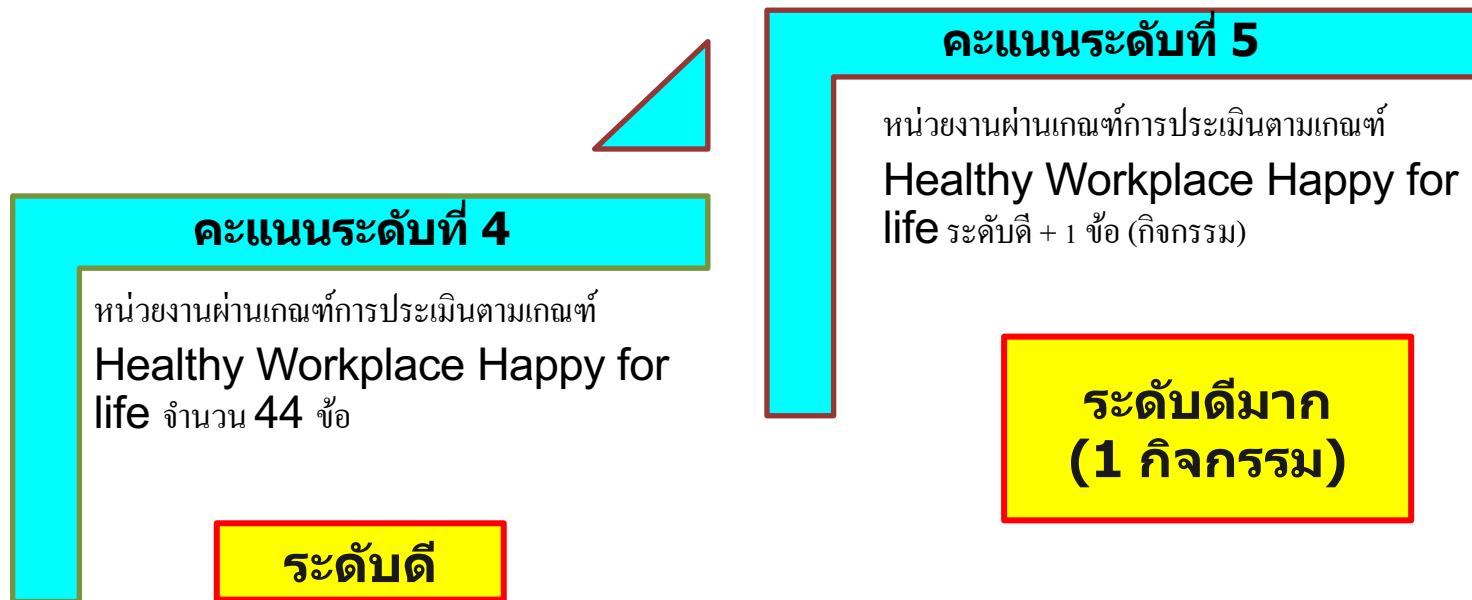 คะแนนระดับที่ 4
หน่วยงานผ่านเกณฑ์การประเมินตามเกณฑ์
Healthy Workplace Happy for
life จำนวน 44 ข้อ
ระดับดี
คะแนนระดับที่ 5
หน่วยงานผ่านเกณฑ์การประเมินตามเกณฑ์
Healthy Workplace Happy for
life ระดับดี + 1 ข้อ (กิจกรรม)
ระดับดีมาก
(1 กิจกรรม)